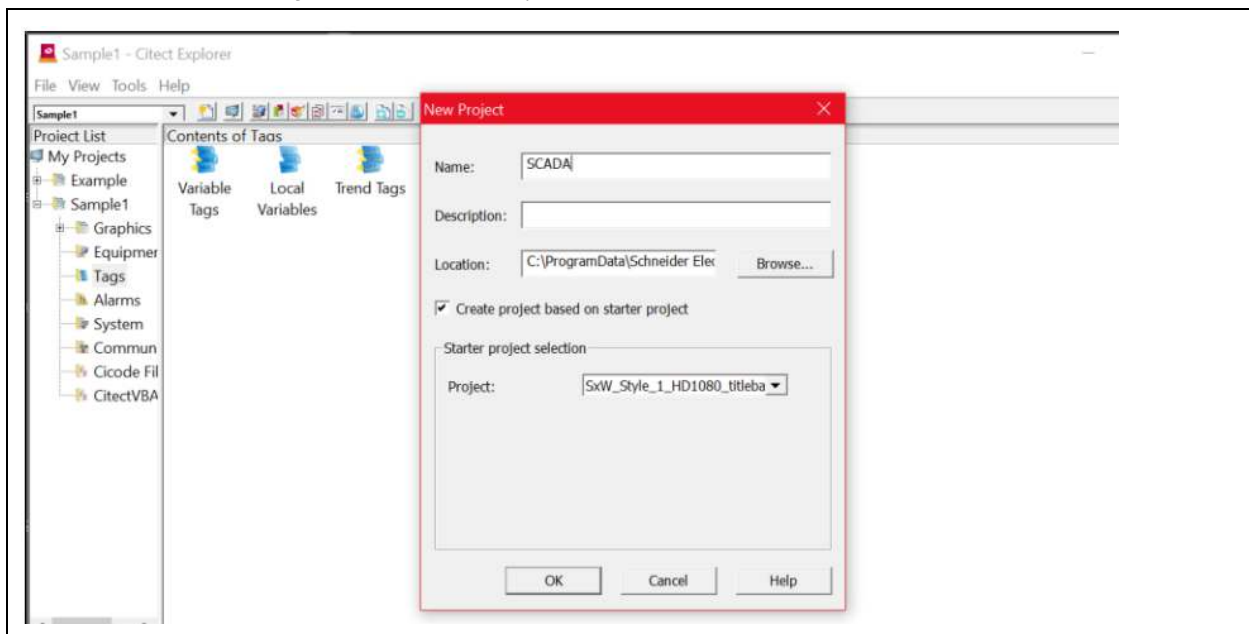 Sample1 - Citect Explorer
File View Tools Help
Sample1
Project List
Contents of Tags
My Projects
Example
Sample1
Graphics
Equipmer
Tags
Alarms
System
Commun
Cicode Fil
CitectVBA
Variable Tags
Local Variables
Trend Tags
New Project
Name: SCADA
Description:
Location: C:\ProgramData\Schneider Elec Browse...
Create project based on starter project
Starter project selection
Project: SxW_Style_1_HD1080_titleba
OK Cancel Help